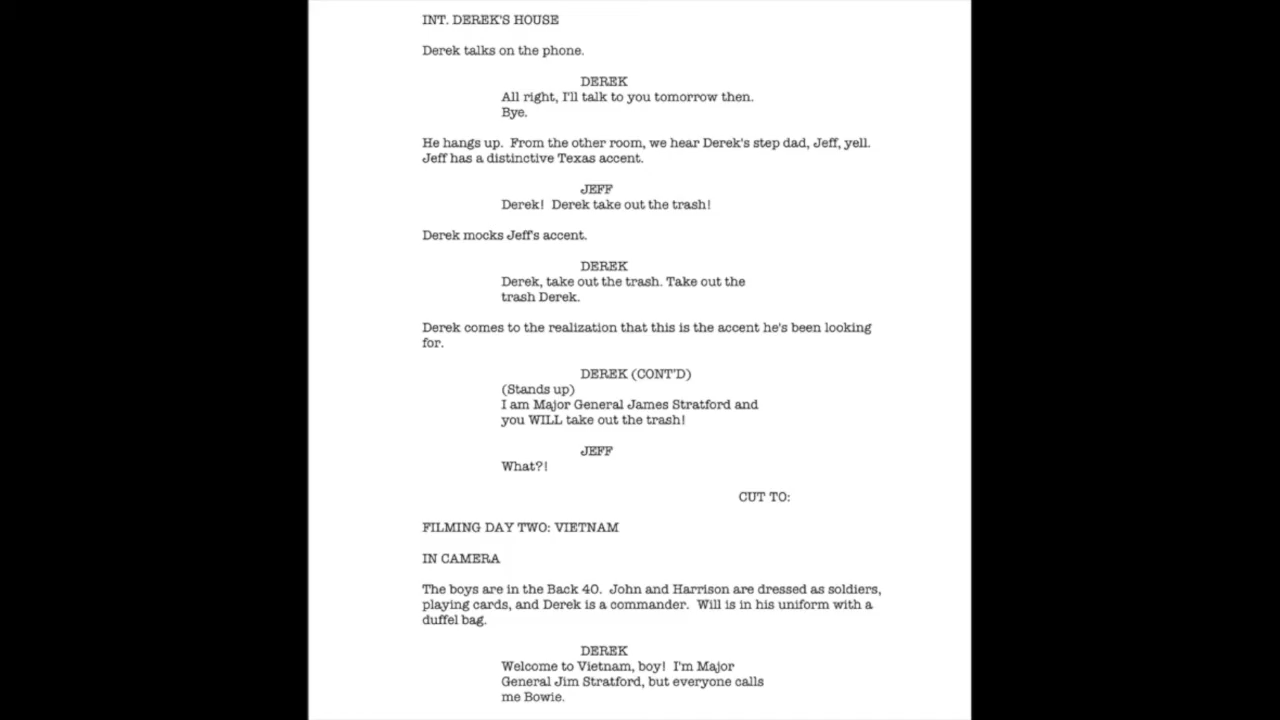 INT. DEREK'S HOUSE
Derek talks on the phone.
DEREK
All right, I'll talk to you tomorrow then.
Bye.
He hangs up.  From the other room, we hear Derek's step dad, Jeff, yell.
Jeff has a distinctive Texas accent.
JEFF
Derek!  Derek take out the trash!
Derek mocks Jeff's accent.
DEREK
Derek, take out the trash. Take out the
trash Derek.
Derek comes to the realization that this is the accent he's been looking
for.
DEREK (CONT'D)
(Stands up)
I am Major General James Stratford and
you WILL take out the trash!
JEFF
What?!
CUT TO:
FILMING DAY TWO: VIETNAM
IN CAMERA
The boys are in the Back 40.  John and Harrison are dressed as soldiers,
playing cards, and Derek is a commander.  Will is in his uniform with a
duffel bag.
DEREK
Welcome to Vietnam, boy!  I'm Major
General Jim Stratford, but everyone calls
me Bowie.